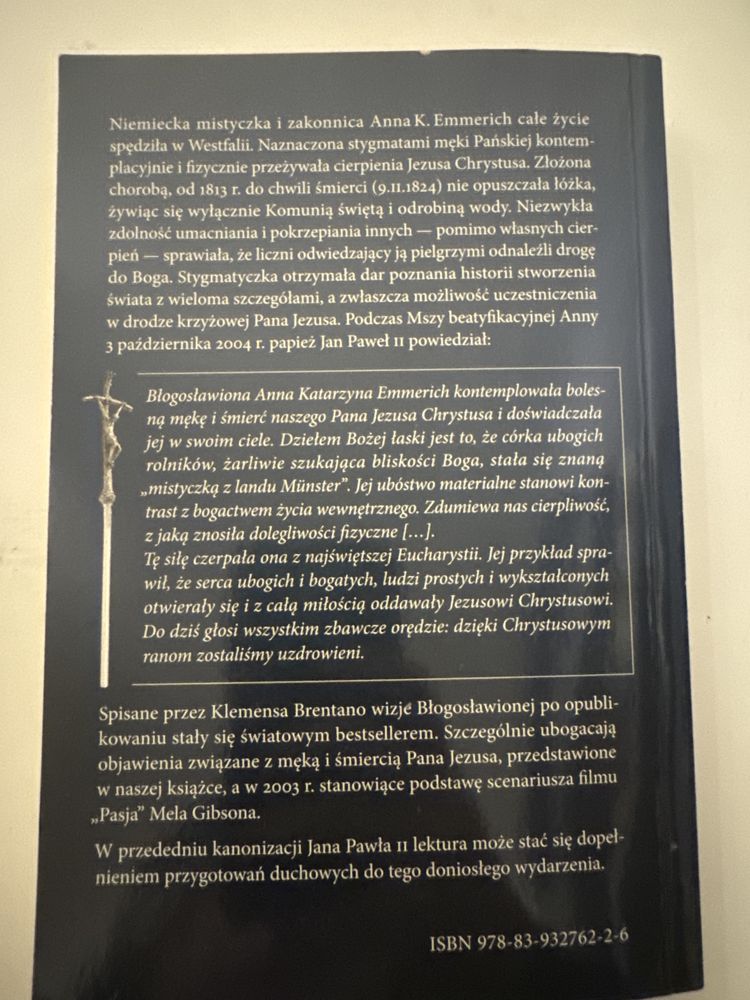 Niemiecka mistyczka i zakonnica Anna K. Emmerich całe życie
spędziła w Westfalii. Naznaczona stygmatami męki Pańskiej kontem-
placyjnie i fizycznie przeżywała cierpienia Jezusa Chrystusa. Złożona
chorobą, od 1813 r. do chwili śmierci (9.II.1824) nie opuszczała łóżka,
żywiąc się wyłącznie Komunią świętą i odrobiną wody. Niezwykła
zdolność umacniania i pokrzepiania innych — pomimo własnych cier-
pień — sprawiała, że liczni odwiedzający ją pielgrzymi odnaleźli drogę
do Boga. Stygmatyczka otrzymała dar poznania historii stworzenia
świata z wieloma szczegółami, a zwłaszcza możliwość uczestniczenia
w drodze krzyżowej Pana Jezusa. Podczas Mszy beatyfikacyjnej Anny
3 października 2004 r. papież Jan Paweł II powiedział:
Błogosławiona Anna Katarzyna Emmerich kontemplowała boles-
ną mękę i śmierć naszego Pana Jezusa Chrystusa i doświadczała
jej w swoim ciele. Dziełem Bożej łaski jest to, że córka ubogich
rolników, żarliwie szukająca bliskości Boga, stała się znaną
„mistyczką z landu Münster”. Jej ubóstwo materialne stanowi kon-
trast z bogactwem życia wewnętrznego. Zdumiewa nas cierpliwość,
z jaką znosiła dolegliwości fizyczne [...].
Tę siłę czerpała ona z najświętszej Eucharystii. Jej przykład spra-
wił, że serca ubogich i bogatych, ludzi prostych i wykształconych
otwierały się i z całą miłością oddawały Jezusowi Chrystusowi.
Do dziś głosi wszystkim zbawcze orędzie: dzięki Chrystusowym
ranom zostaliśmy uzdrowieni.
Spisane przez Klemensa Brentano wizje Błogosławionej po opubli-
kowaniu stały się światowym bestsellerem. Szczególnie ubogacają
objawienia związane z męką i śmiercią Pana Jezusa, przedstawione
w naszej książce, a w 2003 r. stanowiące podstawę scenariusza filmu
„Pasja” Mela Gibsona.
W przededniu kanonizacji Jana Pawła II lektura może stać się dopeł-
nieniem przygotowań duchowych do tego doniosłego wydarzenia.
ISBN 978-83-932762-2-6